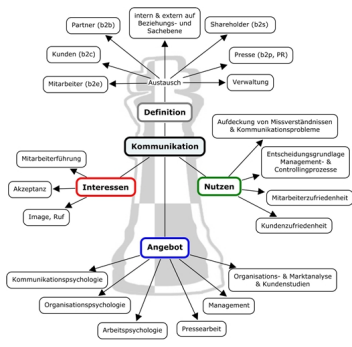 intern & extern auf
Beziehungs- und
Sachebene
Partner (b2b)
Shareholder (b2s)
Kunden (b2c)
Presse (b2p, PR)
Mitarbeiter (b2e)
Austausch
Verwaltung
Definition
Kommunikation
Aufdeckung von Missverständnissen
& Kommunikationsprobleme
Mitarbeiterführung
Entscheidungsgrundlage
Management- &
Controllingprozesse
Akzeptanz
Interessen
Nutzen
Mitarbeiterzufriedenheit
Image, Ruf
Kundenzufriedenheit
Angebot
Kommunikationspsychologie
Organisations- & Marktanalyse
& Kundenstudien
Organisationspsychologie
Management
Arbeitspsychologie
Pressearbeit